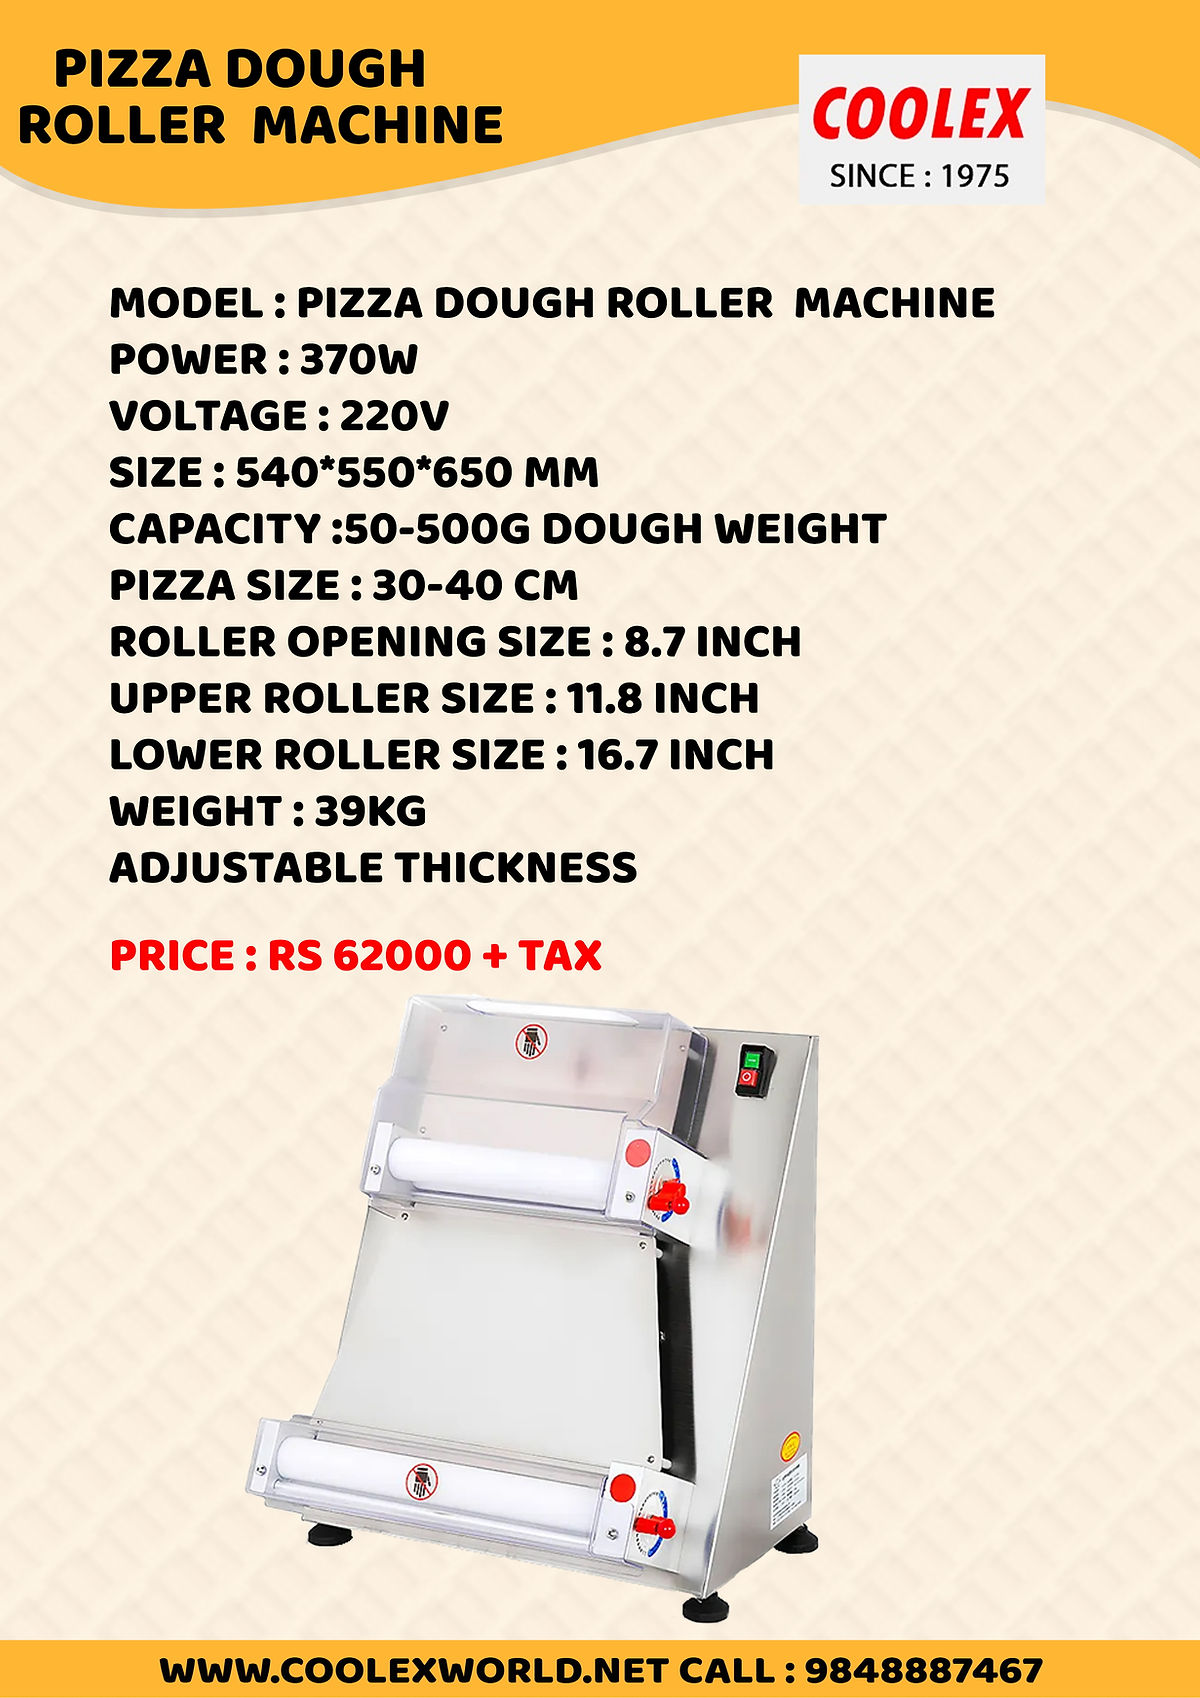 PIZZA DOUGH
ROLLER MACHINE
COOLEX
SINCE : 1975
MODEL : PIZZA DOUGH ROLLER MACHINE
POWER : 370W
VOLTAGE : 220V
SIZE : 540*550*650 MM
CAPACITY :50-500G DOUGH WEIGHT
PIZZA SIZE : 30-40 CM
ROLLER OPENING SIZE : 8.7 INCH
UPPER ROLLER SIZE : 11.8 INCH
LOWER ROLLER SIZE : 16.7 INCH
WEIGHT : 39KG
ADJUSTABLE THICKNESS
PRICE : RS 62000 + TAX
WWW.COOLEXWORLD.NET CALL : 9848887467